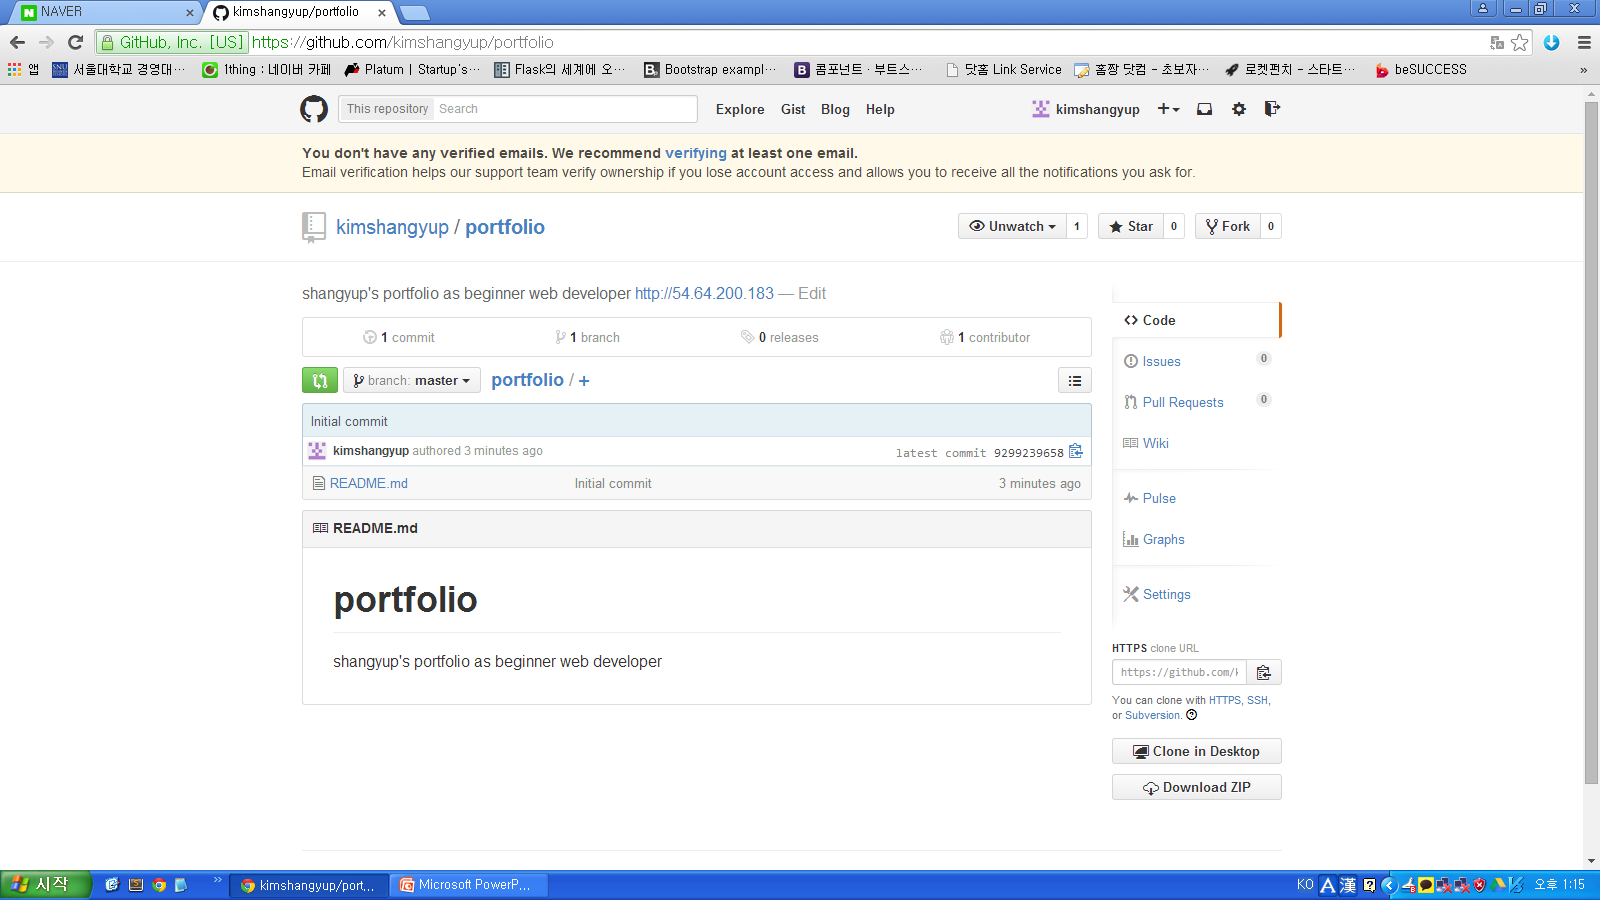 NAVER
kimshangyup/portfolio
GitHub, Inc. [US] https://github.com/kimshangyup/portfolio
앱 서울대학교 경영대… 1thing : 네이버 카페 Platum | Startup's… Flask의 세계에 오… Bootstrap exampl… 콤포넌트 · 부트스… 닷홈 Link Service 홈짱 닷컴 - 초보자… 로켓펀치 - 스타트… beSUCCESS »
This repository Search Explore Gist Blog Help kimshangyup
You don't have any verified emails. We recommend verifying at least one email.
Email verification helps our support team verify ownership if you lose account access and allows you to receive all the notifications you ask for.
kimshangyup / portfolio Unwatch 1 Star 0 Fork 0
shangyup's portfolio as beginner web developer http://54.64.200.183 — Edit
1 commit 1 branch 0 releases 1 contributor
branch: master portfolio / +
Initial commit
kimshangyup authored 3 minutes ago latest commit 9299239658
README.md Initial commit 3 minutes ago
README.md
portfolio
shangyup's portfolio as beginner web developer
Code
Issues 0
Pull Requests 0
Wiki
Pulse
Graphs
Settings
HTTPS clone URL
https://github.com/k
You can clone with HTTPS, SSH,
or Subversion.
Clone in Desktop
Download ZIP
시작 » kimshangyup/port... Microsoft PowerP... KO A 漢 오후 1:15